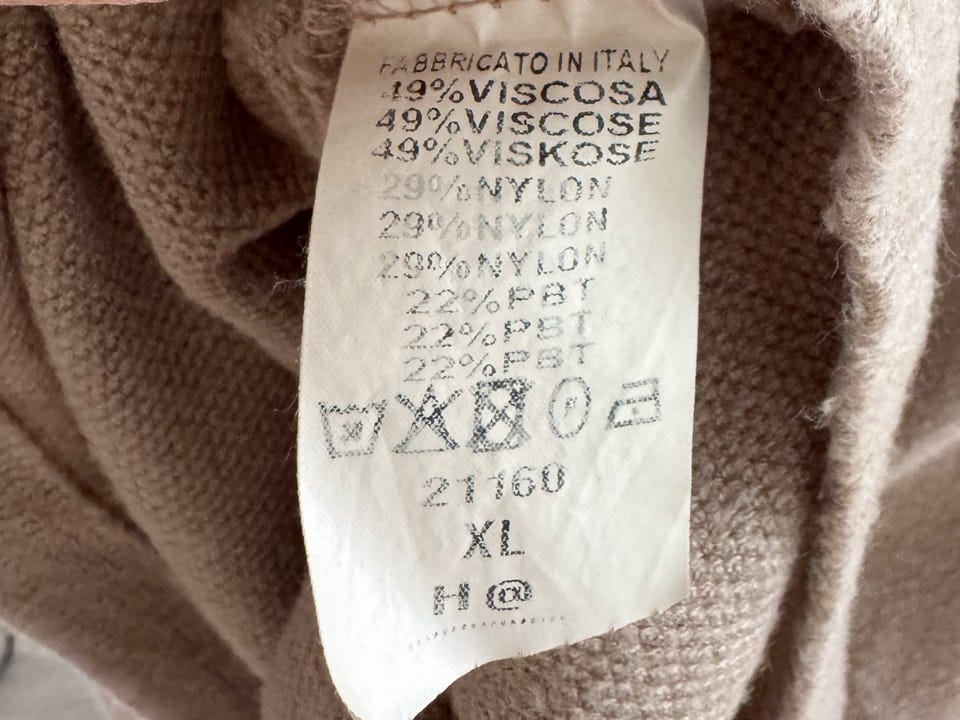 FABBRICATO IN ITALY
49%VISCOSA
49%VISCOSE
49%VISKOSE
29%NYLON
29%NYLON
29%NYLON
22%PBT
22%PBT
22%PBT
P
21160
XL
H@